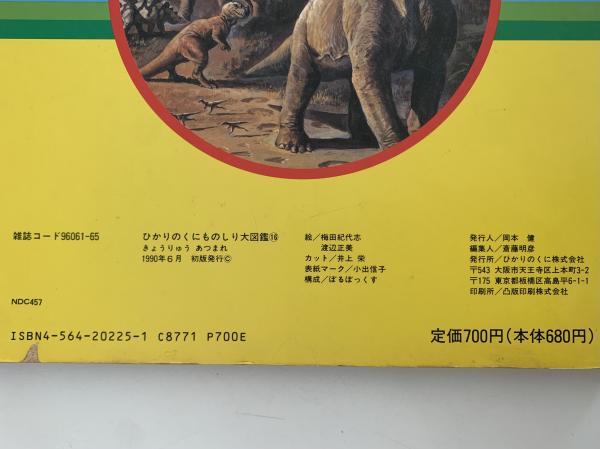 雑誌コード96061-65
ひかりのくにものしり大図鑑⑯
きょうりゅう あつまれ
1990年6月 初版発行©
絵／梅田紀代志
渡辺正美
カット／井上 栄
表紙マーク／小出信子
構成／ぽるぽっくす
発行人／岡本 健
編集人／斎藤明彦
発行所／ひかりのくに株式会社
〒543 大阪市天王寺区上本町3-2
〒175 東京都板橋区高島平6-1-1
印刷所／凸版印刷株式会社
NDC457
ISBN4-564-20225-1 C8771 P700E
定価700円(本体680円)